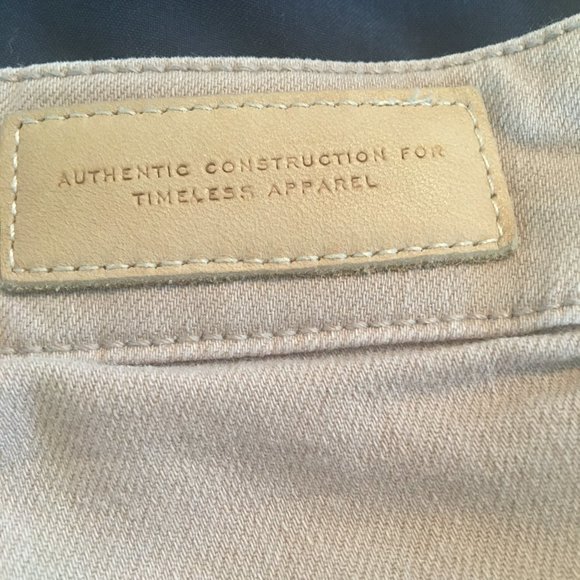 AUTHENTIC CONSTRUCTION FOR
TIMELESS APPAREL